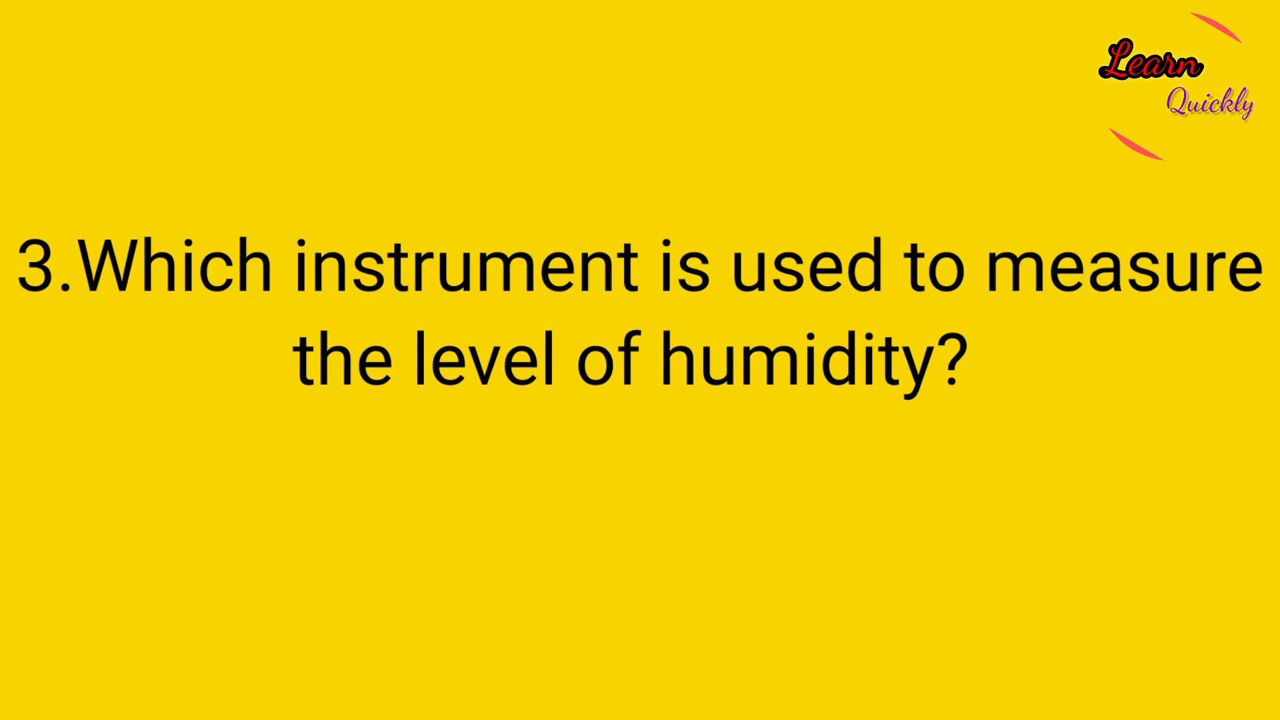 Learn
Quickly
3.Which instrument is used to measure
the level of humidity?